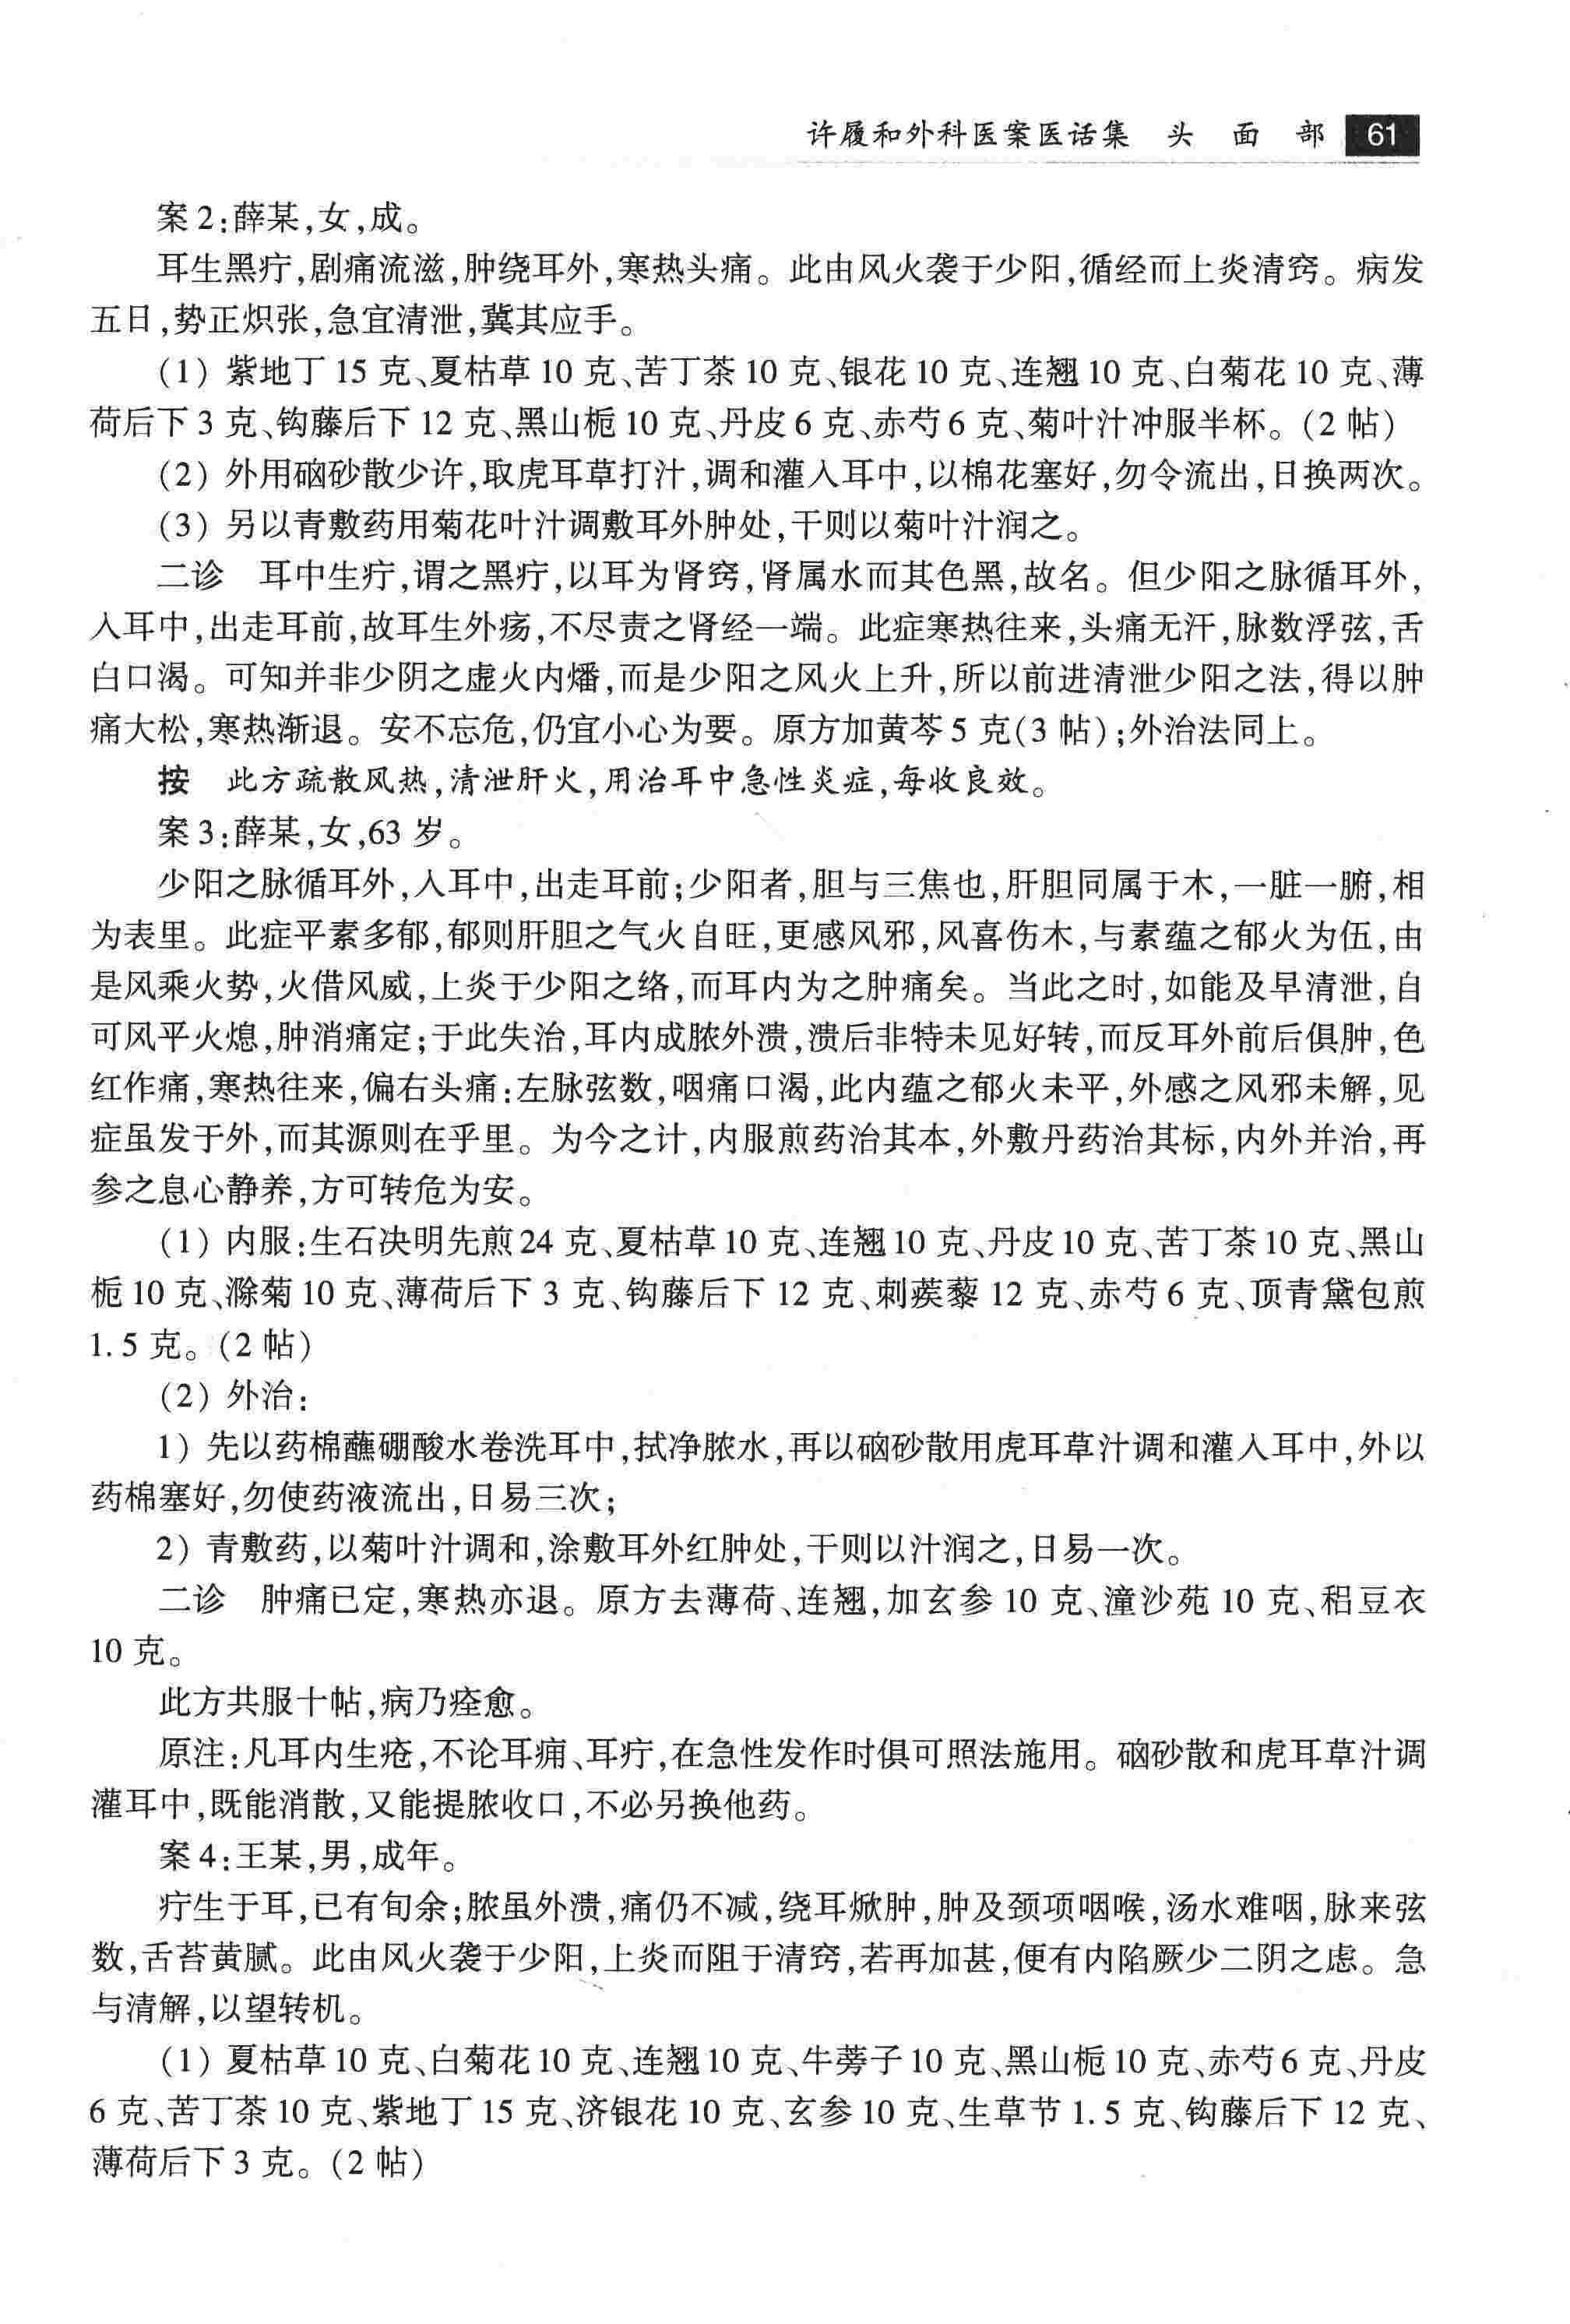 许履和外科医案医话集 头 面 部 61
案2:薛某,女,成。
耳生黑疔,剧痛流滋,肿绕耳外,寒热头痛。此由风火袭于少阳,循经而上炎清窍。病发
五日,势正炽张,急宜清泄,冀其应手。
(1) 紫地丁 15 克、夏枯草 10 克、苦丁茶 10 克、银花 10 克、连翘 10 克、白菊花 10 克、薄
荷后下 3 克、钩藤后下 12 克、黑山栀 10 克、丹皮 6 克、赤芍 6 克、菊叶汁冲服半杯。(2 帖)
(2) 外用硇砂散少许,取虎耳草打汁,调和灌入耳中,以棉花塞好,勿令流出,日换两次。
(3) 另以青敷药用菊花叶汁调敷耳外肿处,干则以菊叶汁润之。
二诊 耳中生疔,谓之黑疔,以耳为肾窍,肾属水而其色黑,故名。但少阳之脉循耳外,
入耳中,出走耳前,故耳生外疡,不尽责之肾经一端。此症寒热往来,头痛无汗,脉数浮弦,舌
白口渴。可知并非少阴之虚火内燔,而是少阳之风火上升,所以前进清泄少阳之法,得以肿
痛大松,寒热渐退。安不忘危,仍宜小心为要。原方加黄芩 5 克(3 帖);外治法同上。
按 此方疏散风热,清泄肝火,用治耳中急性炎症,每收良效。
案3:薛某,女,63 岁。
少阳之脉循耳外,入耳中,出走耳前;少阳者,胆与三焦也,肝胆同属于木,一脏一腑,相
为表里。此症平素多郁,郁则肝胆之气火自旺,更感风邪,风喜伤木,与素蕴之郁火为伍,由
是风乘火势,火借风威,上炎于少阳之络,而耳内为之肿痛矣。当此之时,如能及早清泄,自
可风平火熄,肿消痛定;于此失治,耳内成脓外溃,溃后非特未见好转,而反耳外前后俱肿,色
红作痛,寒热往来,偏右头痛:左脉弦数,咽痛口渴,此内蕴之郁火未平,外感之风邪未解,见
症虽发于外,而其源则在乎里。为今之计,内服煎药治其本,外敷丹药治其标,内外并治,再
参之息心静养,方可转危为安。
(1) 内服:生石决明先煎 24 克、夏枯草 10 克、连翘 10 克、丹皮 10 克、苦丁茶 10 克、黑山
栀 10 克、滁菊 10 克、薄荷后下 3 克、钩藤后下 12 克、刺蒺藜 12 克、赤芍 6 克、顶青黛包煎
1.5 克。(2 帖)
(2) 外治:
1) 先以药棉蘸硼酸水卷洗耳中,拭净脓水,再以硇砂散用虎耳草汁调和灌入耳中,外以
药棉塞好,勿使药液流出,日易三次;
2) 青敷药,以菊叶汁调和,涂敷耳外红肿处,干则以汁润之,日易一次。
二诊 肿痛已定,寒热亦退。原方去薄荷、连翘,加玄参 10 克、潼沙苑 10 克、稆豆衣
10 克。
此方共服十帖,病乃痊愈。
原注:凡耳内生疮,不论耳痈、耳疔,在急性发作时俱可照法施用。硇砂散和虎耳草汁调
灌耳中,既能消散,又能提脓收口,不必另换他药。
案4:王某,男,成年。
疔生于耳,已有旬余;脓虽外溃,痛仍不减,绕耳焮肿,肿及颈项咽喉,汤水难咽,脉来弦
数,舌苔黄腻。此由风火袭于少阳,上炎而阻于清窍,若再加甚,便有内陷厥少二阴之虑。急
与清解,以望转机。
(1) 夏枯草 10 克、白菊花 10 克、连翘 10 克、牛蒡子 10 克、黑山栀 10 克、赤芍 6 克、丹皮
6 克、苦丁茶 10 克、紫地丁 15 克、济银花 10 克、玄参 10 克、生草节 1.5 克、钩藤后下 12 克、
薄荷后下 3 克。(2 帖)